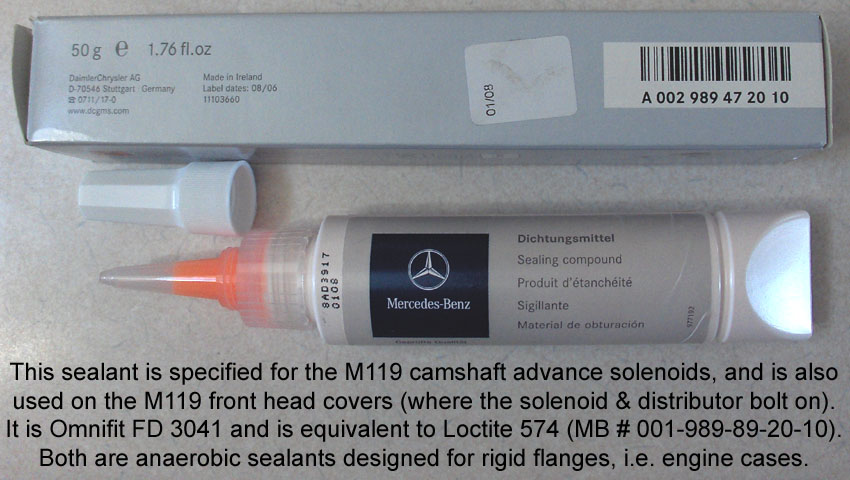 50 g e 1.76 fl.oz
DaimlerChrysler AG
D-70546 Stuttgart Germany
☎ 0711/17-0
www.dcgms.com
Made in Ireland
Label dates: 08/06
11103660
01/08
A 002 989 47 20 10
8AD3917
0108
Mercedes-Benz
Dichtungsmittel
Sealing compound
Produit d'étanchéité
Sigillante
Material de obturación
This sealant is specified for the M119 camshaft advance solenoids, and is also
used on the M119 front head covers (where the solenoid & distributor bolt on).
It is Omnifit FD 3041 and is equivalent to Loctite 574 (MB # 001-989-89-20-10).
Both are anaerobic sealants designed for rigid flanges, i.e. engine cases.